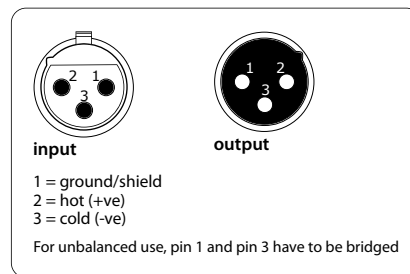 2 1
3
1 2
3
input
output
1 = ground/shield
2 = hot (+ve)
3 = cold (-ve)
For unbalanced use, pin 1 and pin 3 have to be bridged